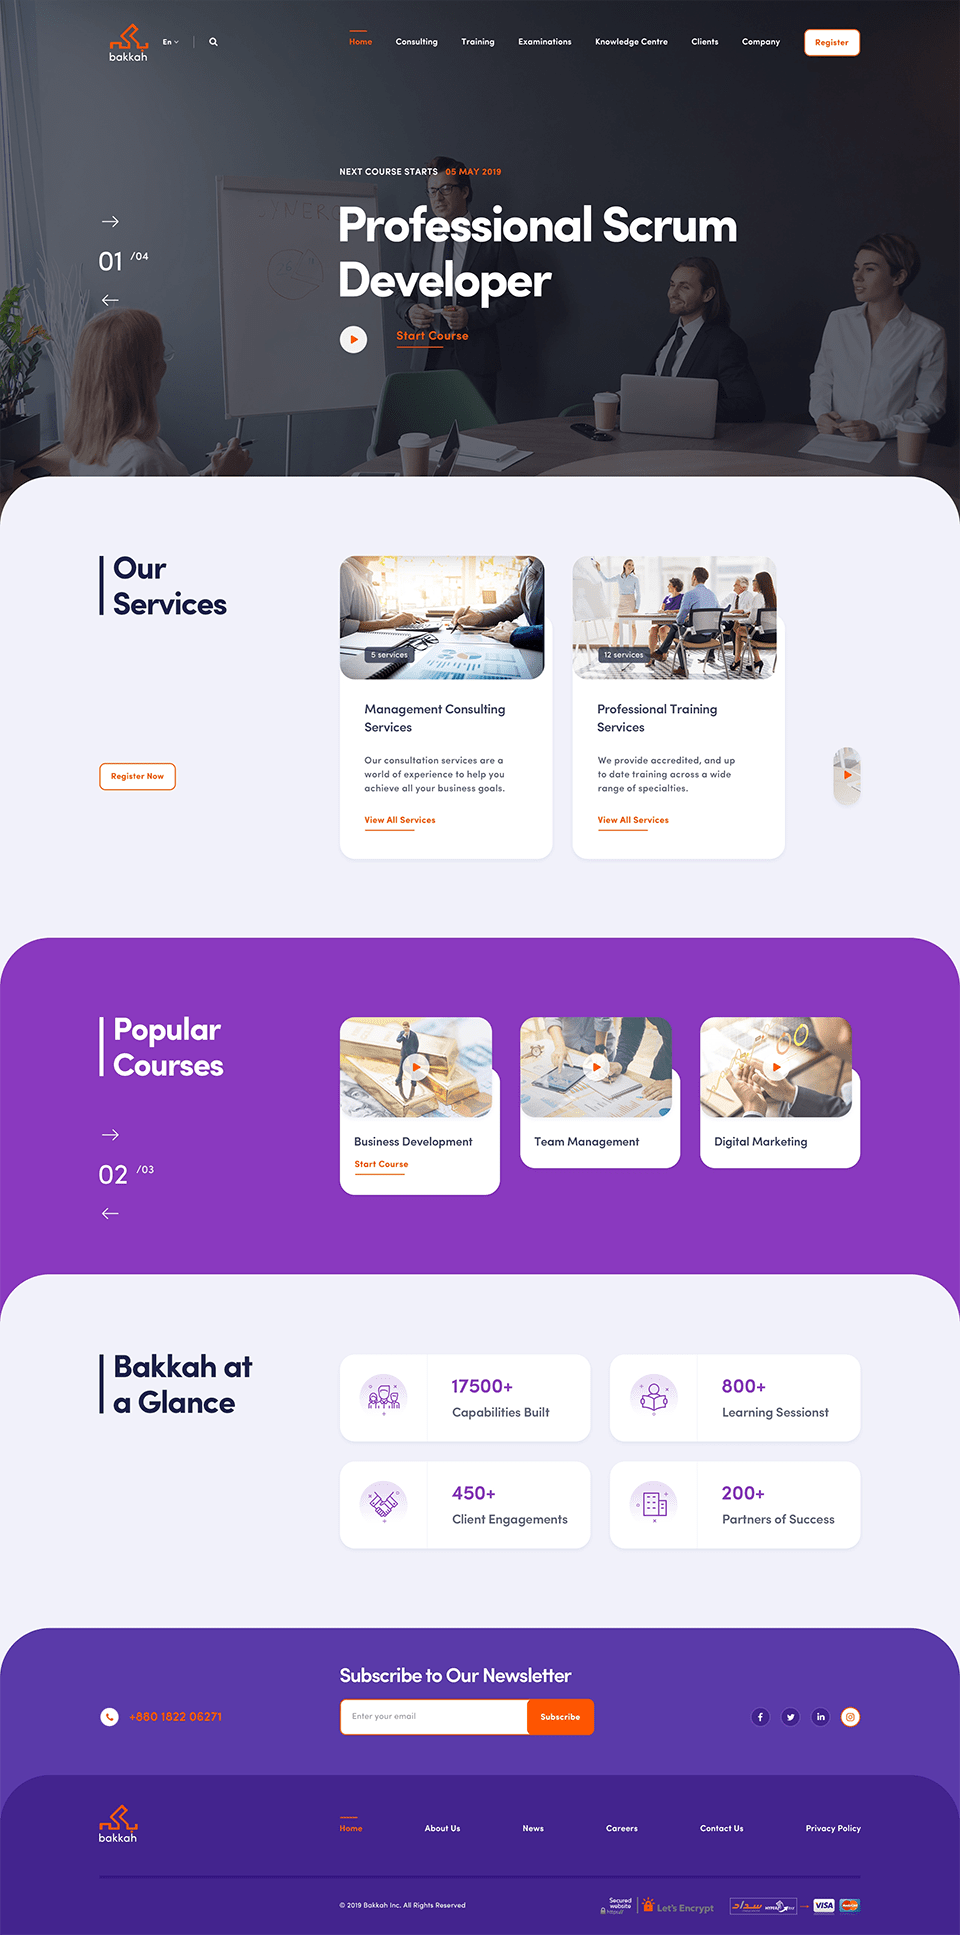 bakkah
En
Home
Consulting
Training
Examinations
Knowledge Centre
Clients
Company
Register
NEXT COURSE STARTS 05 MAY 2019
Professional Scrum
Developer
01 /04
Start Course
Our
Services
Register Now
5 services
Management Consulting
Services
Our consultation services are a
world of experience to help you
achieve all your business goals.
View All Services
12 services
Professional Training
Services
We provide accredited, and up
to date training across a wide
range of specialties.
View All Services
Popular
Courses
02 /03
Business Development
Start Course
Team Management
Digital Marketing
Bakkah at
a Glance
17500+
Capabilities Built
800+
Learning Sessionst
450+
Client Engagements
200+
Partners of Success
Subscribe to Our Newsletter
+880 1822 06271
Enter your email
Subscribe
bakkah
Home
About Us
News
Careers
Contact Us
Privacy Policy
© 2019 Bakkah Inc. All Rights Reserved
Secured
website
https://
Let's Encrypt
سداد
VISA